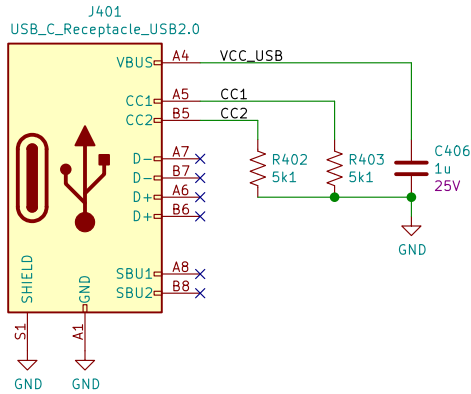 J401
USB_C_Receptacle_USB2.0
VBUS A4 VCC_USB
CC1 A5 CC1
CC2 B5 CC2
D- A7
D- B7
D+ A6
D+ B6
SBU1 A8
SBU2 B8
SHIELD
GND
S1
A1
GND
GND
R402
5k1
R403
5k1
C406
1u
25V
GND